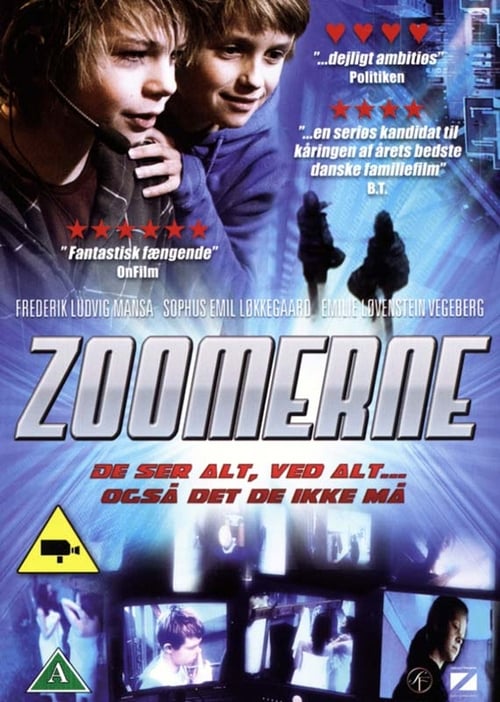 "...dejligt ambitiøs"
Politiken
"...en seriøs kandidat til
kåringen af årets bedste
danske familiefilm"
B.T.
"Fantastisk fængende"
OnFilm
FREDERIK LUDVIG MANSA SOPHUS EMIL LØKKEGAARD EMILIE LØVENSTEIN VEGEBERG
ZOOMERNE
DE SER ALT, VED ALT...
OGSÅ DET DE IKKE MÅ
A
SF